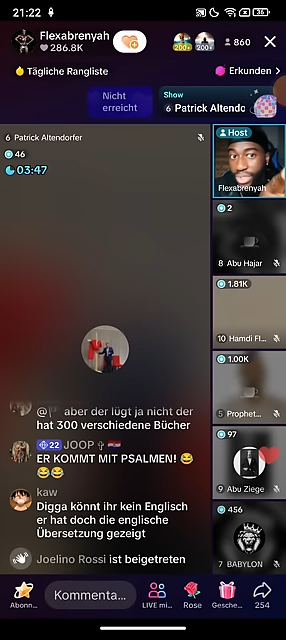 21:22
36
Flexabrenyah
286.8K
200+
200+
860
Tägliche Rangliste
Erkunden >
Nicht
erreicht
Show
6 Patrick Altendo
6 Patrick Altendorfer
46
03:47
Host
Flexabrenyah
2
8 Abu Hajar
1.81K
10 Hamdi Fl...
1.00K
5 Prophet...
97
9 Abu Ziege
456
7 BABYLON
aber der lügt ja nicht der
hat 300 verschiedene Bücher
22 JOOP ✞ 🇭🇷
ER KOMMT MIT PSALMEN! 😂
😂😂
kaw
Digga könnt ihr kein Englisch
er hat doch die englische
Übersetzung gezeigt
Joelino Rossi ist beigetreten
Abonn...
Kommenta...
LIVE mi...
Rose
Gesche...
254